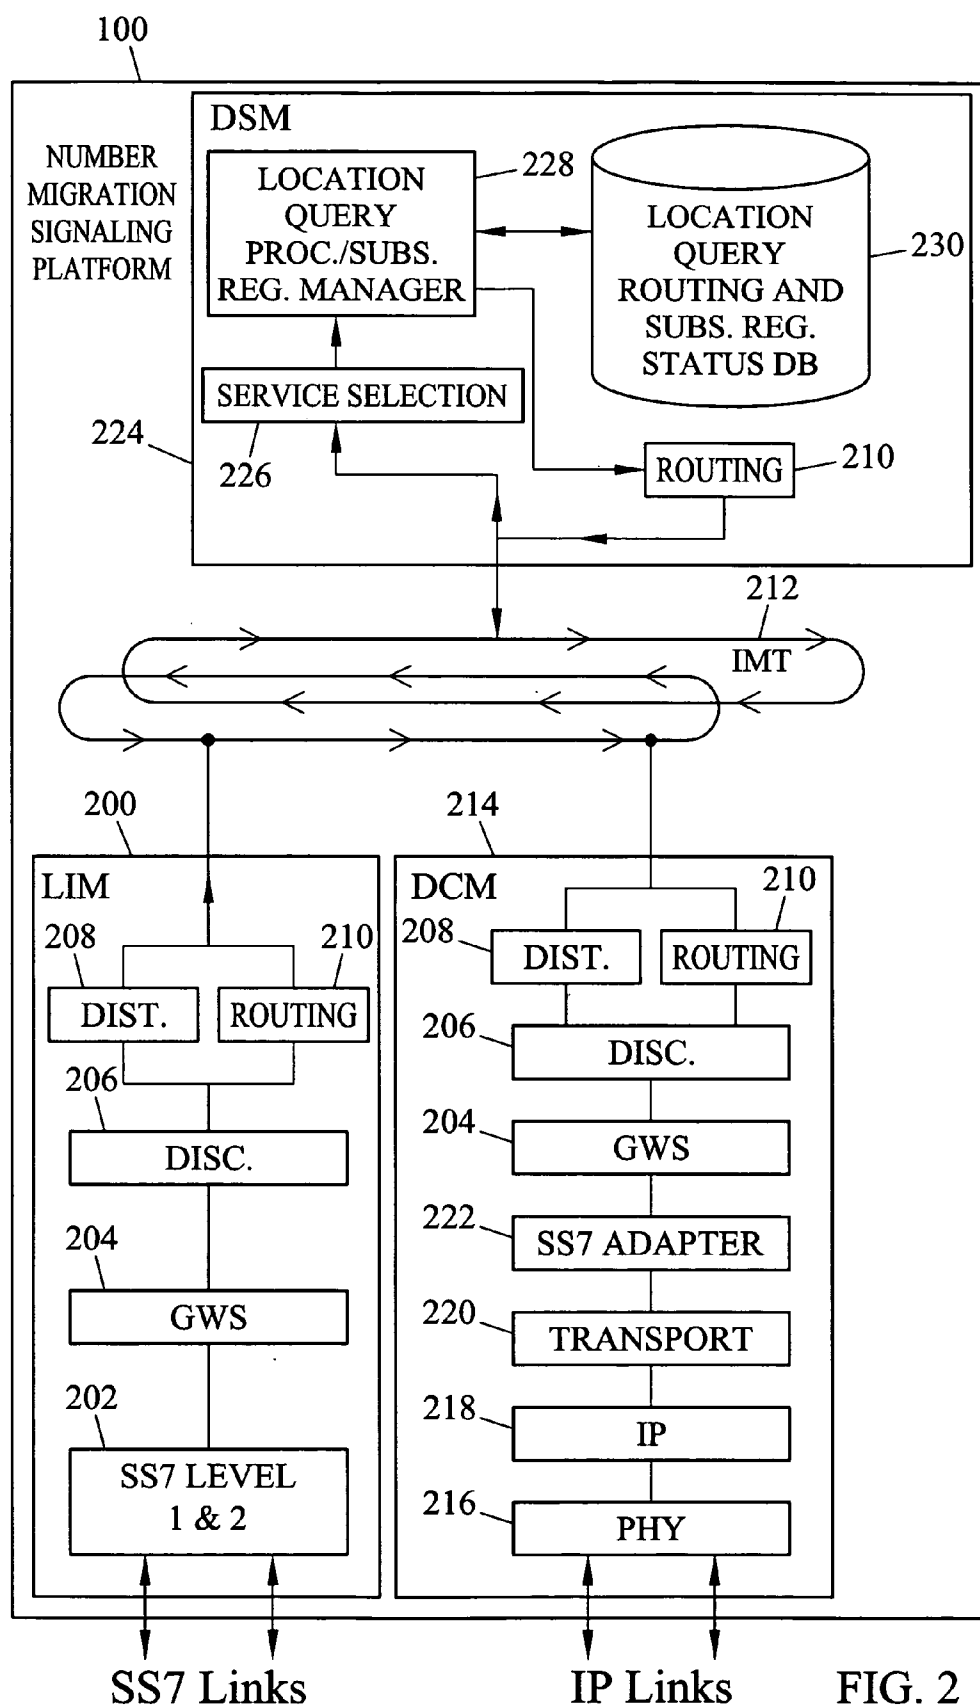 100
DSM
NUMBER
MIGRATION
SIGNALING
PLATFORM
LOCATION
QUERY
PROC./SUBS.
REG. MANAGER
228
LOCATION
QUERY
ROUTING AND
SUBS. REG.
STATUS DB
230
SERVICE SELECTION
224
226
ROUTING
210
212
IMT
200
LIM
208
210
DIST.
ROUTING
206
DISC.
204
GWS
202
SS7 LEVEL
1 & 2
SS7 Links
214
DCM
208
210
DIST.
ROUTING
206
DISC.
204
GWS
222
SS7 ADAPTER
220
TRANSPORT
218
IP
216
PHY
IP Links
FIG. 2